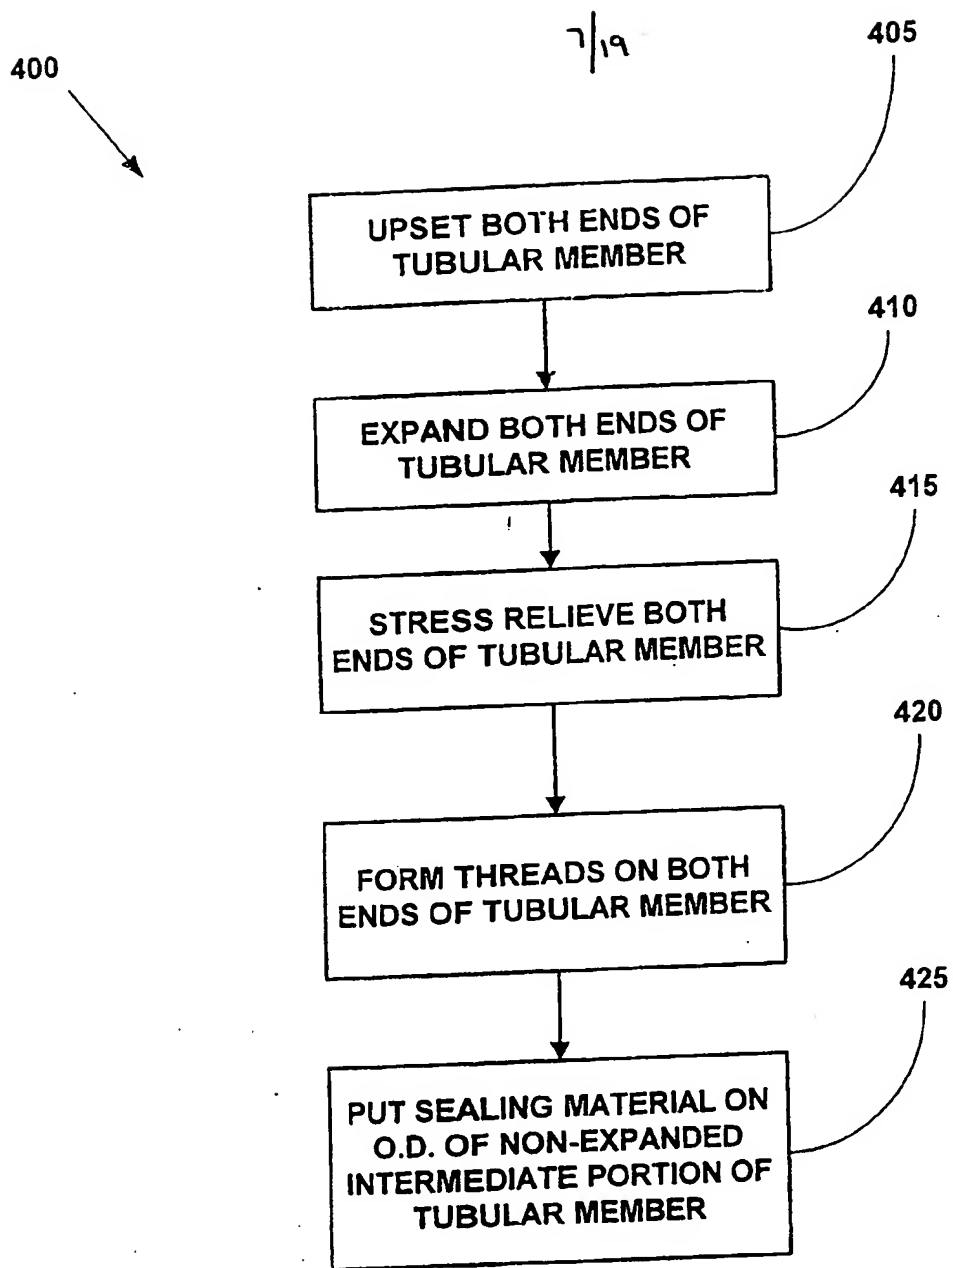 7/19
400
405
UPSET BOTH ENDS OF
TUBULAR MEMBER
410
EXPAND BOTH ENDS OF
TUBULAR MEMBER
415
STRESS RELIEVE BOTH
ENDS OF TUBULAR MEMBER
420
FORM THREADS ON BOTH
ENDS OF TUBULAR MEMBER
425
PUT SEALING MATERIAL ON
O.D. OF NON-EXPANDED
INTERMEDIATE PORTION OF
TUBULAR MEMBER